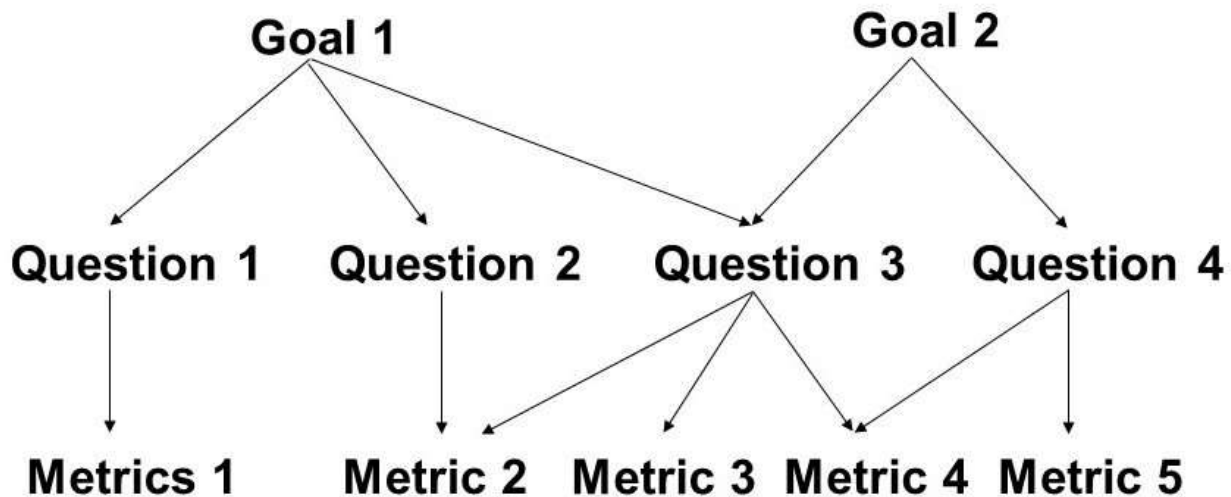 Goal 1 Goal 2
Question 1 Question 2 Question 3 Question 4
Metrics 1 Metric 2 Metric 3 Metric 4 Metric 5